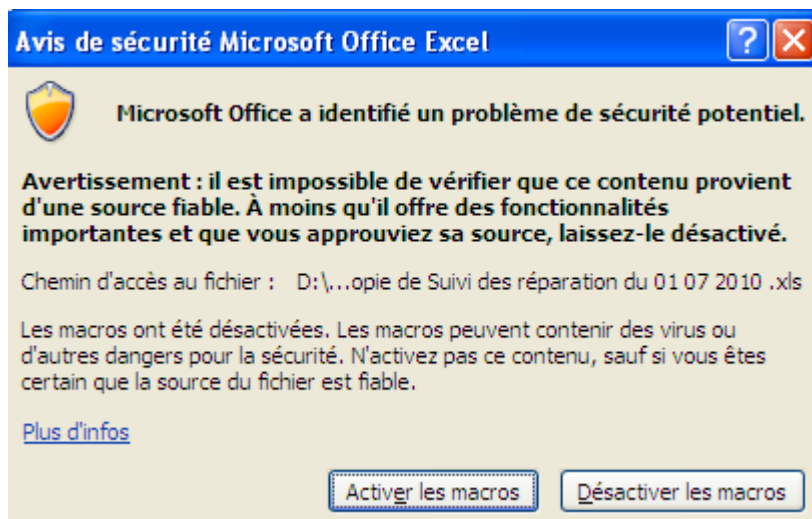 Avis de sécurité Microsoft Office Excel
Microsoft Office a identifié un problème de sécurité potentiel.
Avertissement : il est impossible de vérifier que ce contenu provient
d'une source fiable. À moins qu'il offre des fonctionnalités
importantes et que vous approuviez sa source, laissez-le désactivé.
Chemin d'accès au fichier : D:\...opie de Suivi des réparation du 01 07 2010 .xls
Les macros ont été désactivées. Les macros peuvent contenir des virus ou
d'autres dangers pour la sécurité. N'activez pas ce contenu, sauf si vous êtes
certain que la source du fichier est fiable.
Plus d'infos
Activer les macros Désactiver les macros